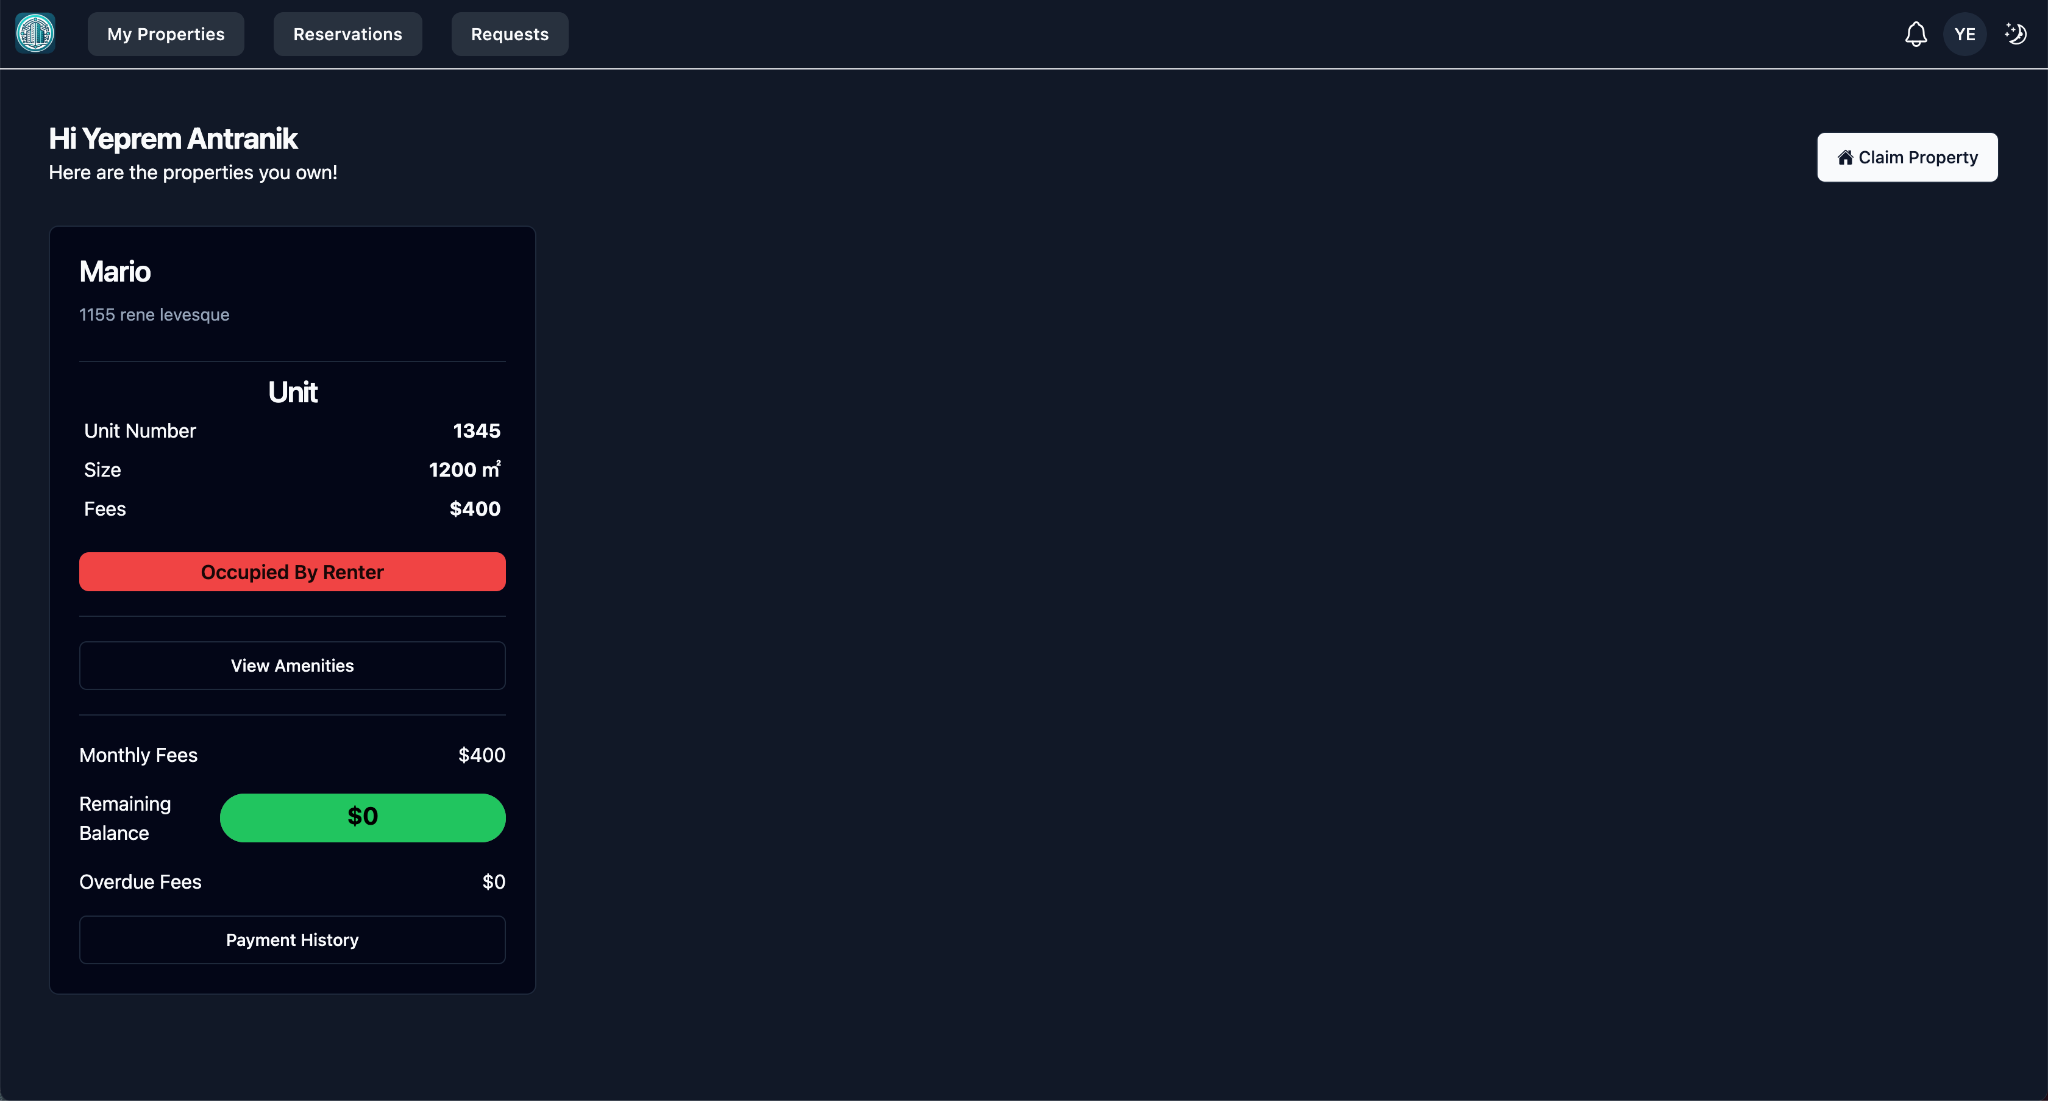 My Properties
Reservations
Requests
YE
Hi Yeprem Antranik
Here are the properties you own!
Claim Property
Mario
1155 rene levesque
Unit
Unit Number 1345
Size 1200 ㎡
Fees $400
Occupied By Renter
View Amenities
Monthly Fees $400
Remaining
Balance
$0
Overdue Fees $0
Payment History